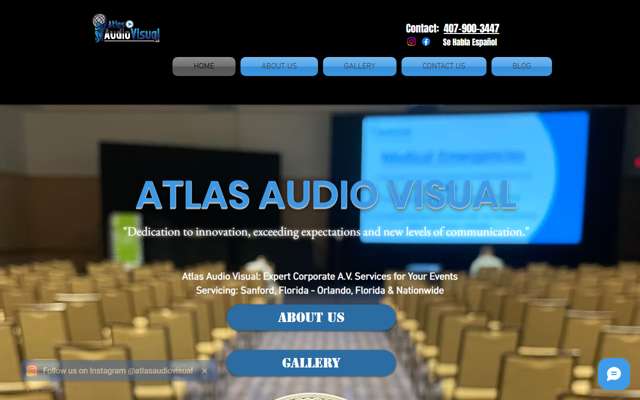 Atlas
AudioVisual
Contact: 407-900-3447
Se Habla Español
HOME
ABOUT US
GALLERY
CONTACT US
BLOG
ATLAS AUDIO VISUAL
"Dedication to innovation, exceeding expectations and new levels of communication."
Atlas Audio Visual: Expert Corporate A.V. Services for Your Events
Servicing: Sanford, Florida - Orlando, Florida & Nationwide
ABOUT US
GALLERY
Follow us on Instagram @atlasaudiovisual